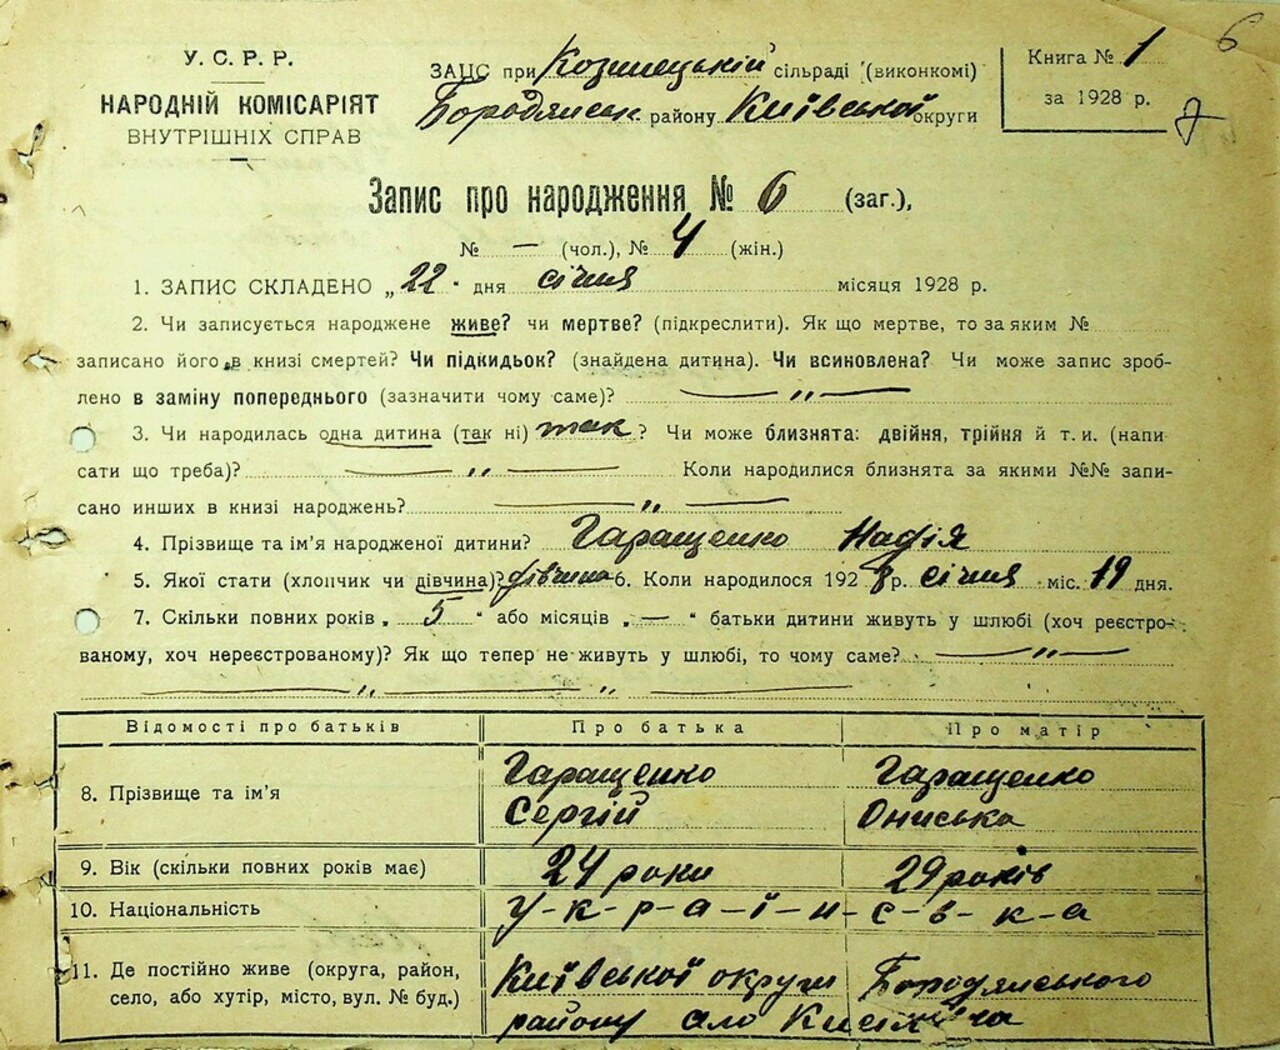 6
У. С. Р. Р.
НАРОДНІЙ КОМІСАРІЯТ
ВНУТРІШНІХ СПРАВ
ЗАЦС при Козинецькій сільраді (виконкомі)
Бородянськ. району Київської округи
Книга № 1
за 1928 р.
7
Запис про народження № 6 (заг.),
№ — (чол.), № 4 (жін.)
1. ЗАПИС СКЛАДЕНО „22" дня січня місяця 1928 р.
2. Чи записується народжене живе? чи мертве? (підкреслити). Як що мертве, то за яким №
записано його в книзі смертей? Чи підкидьок? (знайдена дитина). Чи всиновлена? Чи може запис зроб-
лено в заміну попереднього (зазначити чому саме)? — „ —
3. Чи народилась одна дитина (так ні) так? Чи може близнята: двійня, трійня й т. и. (напи
сати що треба)? — „ — Коли народилися близнята за якими №№ запи-
сано инших в книзі народжень? — „ —
4. Прізвище та ім'я народженої дитини? Гаращенко Надія
5. Якої стати (хлопчик чи дівчина)? дівчина 6. Коли народилося 1928 р. січня міс. 19 дня.
7. Скільки повних років „ 5 " або місяців „ — " батьки дитини живуть у шлюбі (хоч реєстро-
ваному, хоч нереєстрованому)? Як що тепер не живуть у шлюбі, то чому саме? — „ —
— „ — „ —
Відомості про батьків Про батька Про матір
8. Прізвище та ім'я Гаращенко Сергій Гаращенко Ониська
9. Вік (скільки повних років має) 24 роки 29 років
10. Національність У-к-р-а-ї-н-с-в-к-а
11. Де постійно живе (округа, район,
село, або хутір, місто, вул. № буд.)
Київської округи Бородянського
району